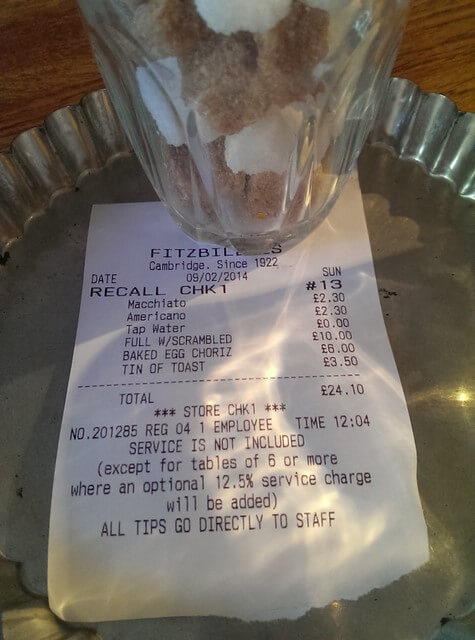 FITZBILLIES
Cambridge. Since 1922
DATE 09/02/2014 SUN
RECALL CHK1 #13
Macchiato £2.30
Americano £2.30
Tap Water £0.00
FULL W/SCRAMBLED £10.00
BAKED EGG CHORIZ £6.00
TIN OF TOAST £3.50
TOTAL £24.10
*** STORE CHK1 ***
NO.201285 REG 04 1 EMPLOYEE TIME 12:04
SERVICE IS NOT INCLUDED
(except for tables of 6 or more
where an optional 12.5% service charge
will be added)
ALL TIPS GO DIRECTLY TO STAFF